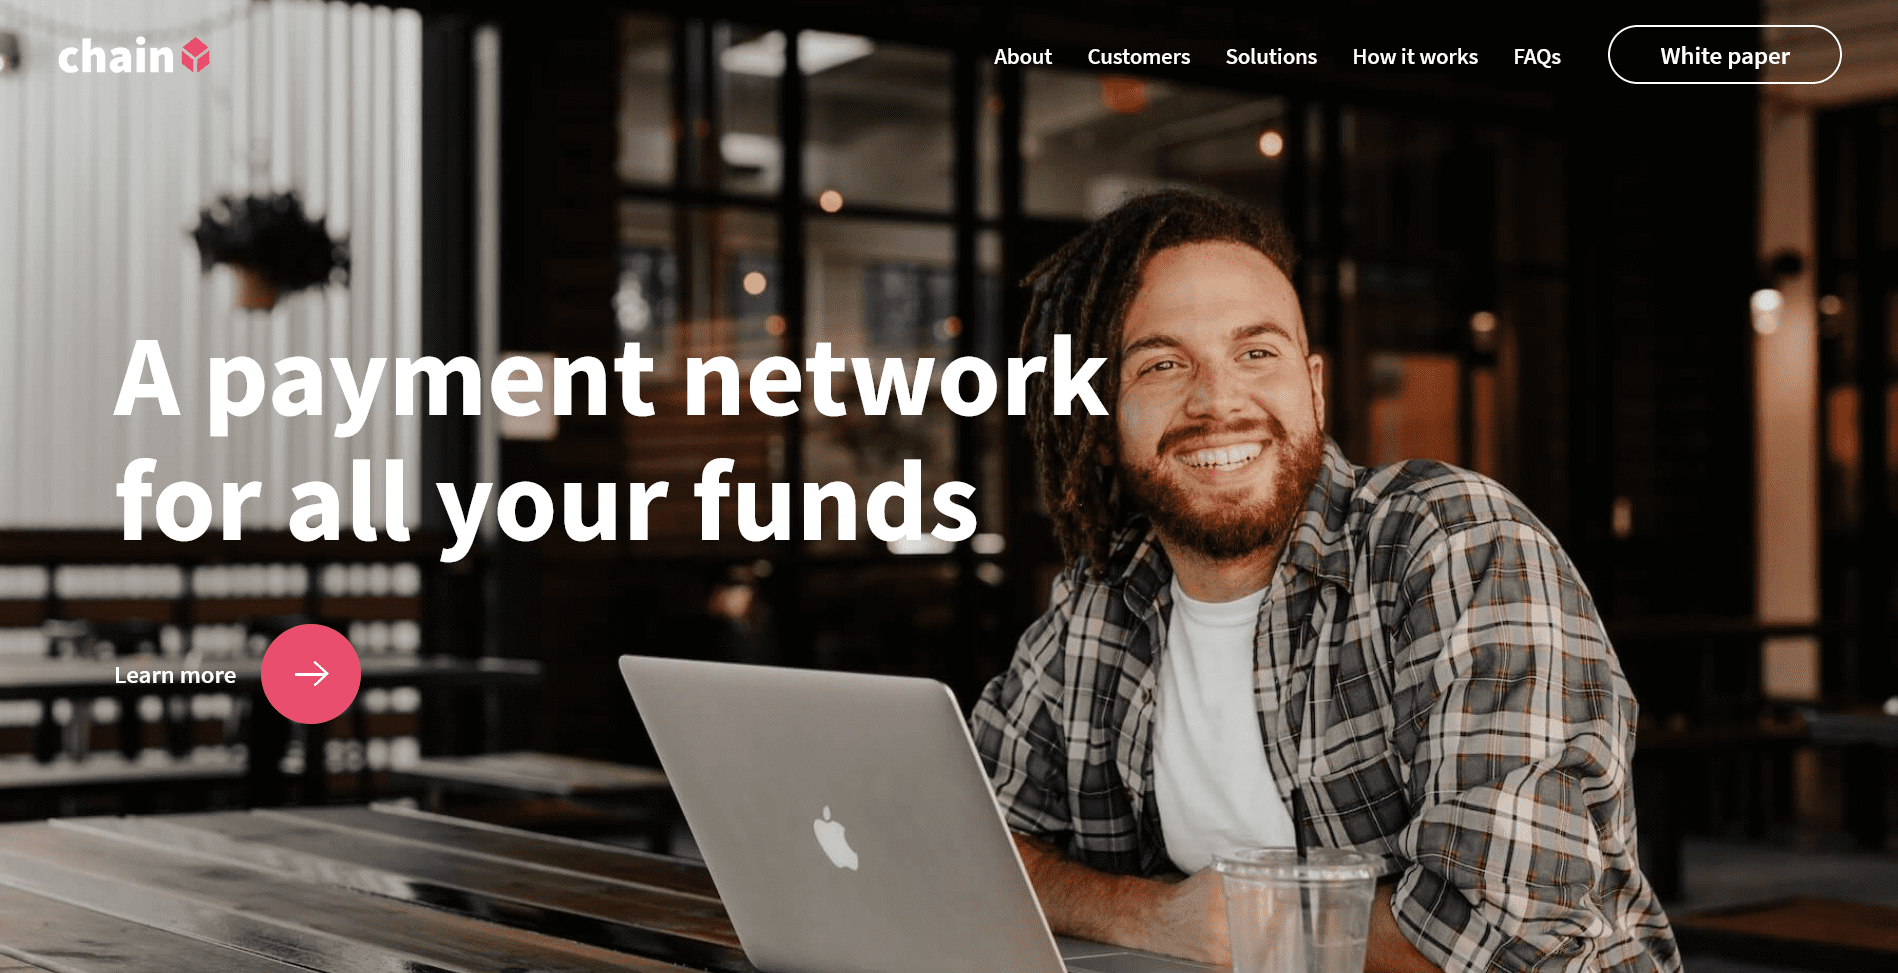 chain
About Customers Solutions How it works FAQs White paper
A payment network
for all your funds
Learn more